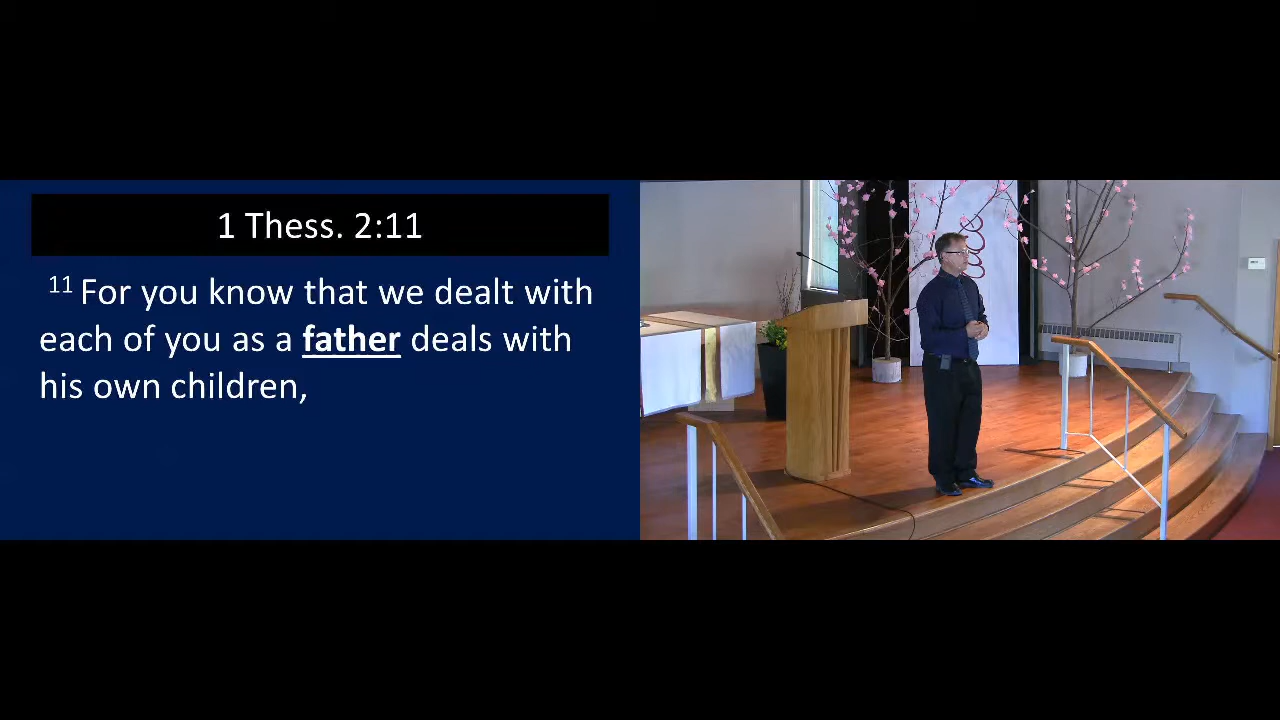 1 Thess. 2:11
11 For you know that we dealt with
each of you as a father deals with
his own children,